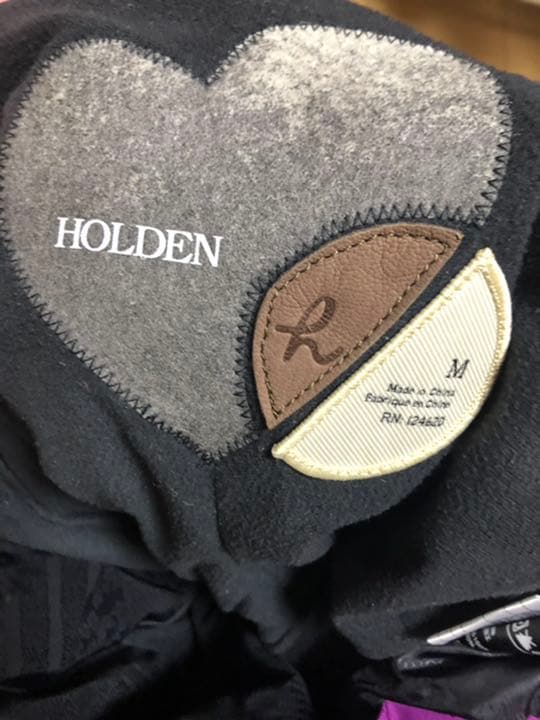 HOLDEN
h
M
Made in China
Fabriqué en Chine
RN: 124620